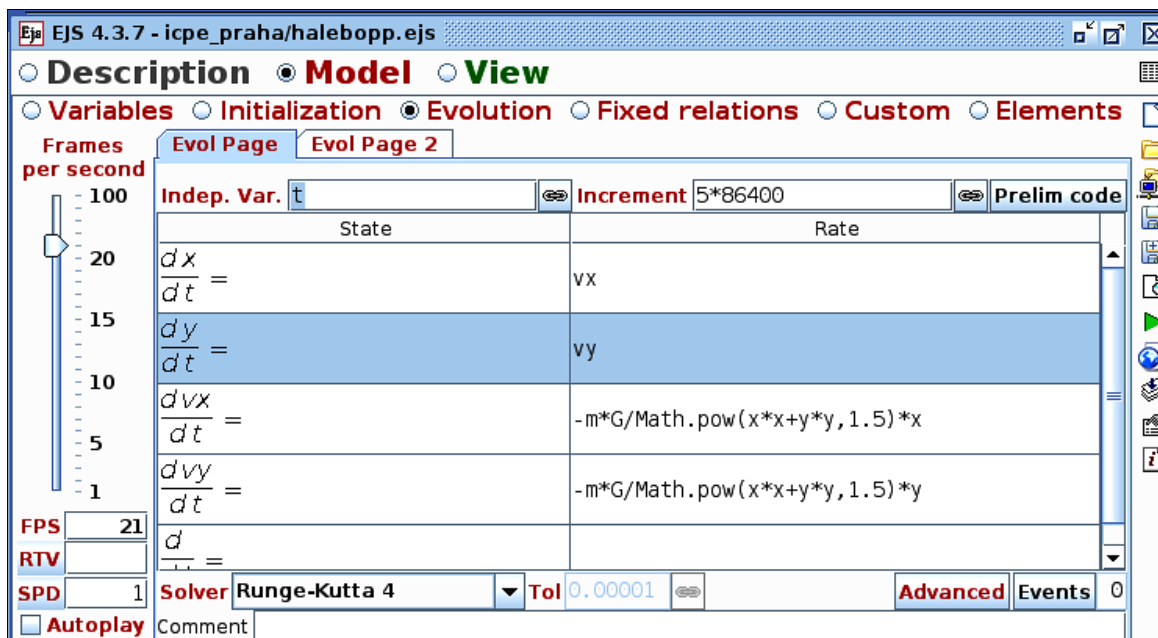 EJS 4.3.7 - icpe_praha/halebopp.ejs
Description Model View
Variables Initialization Evolution Fixed relations Custom Elements
Frames per second
Evol Page Evol Page 2
Indep. Var. t Increment 5*86400 Prelim code
State Rate
100
20
15
10
5
1
dx/dt = vx
dy/dt = vy
dvx/dt = -m*G/Math.pow(x*x+y*y,1.5)*x
dvy/dt = -m*G/Math.pow(x*x+y*y,1.5)*y
d =
FPS 21
RTV
SPD 1
Solver Runge-Kutta 4 Tol 0.00001 Advanced Events 0
Autoplay Comment